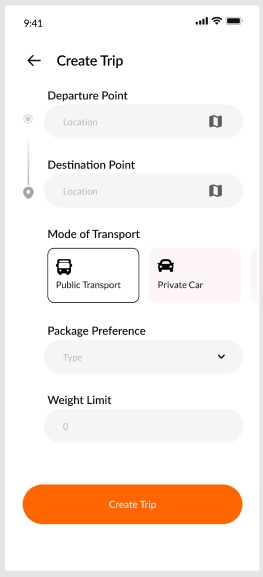 9:41
Create Trip
Departure Point
Location
Destination Point
Location
Mode of Transport
Public Transport
Private Car
Package Preference
Type
Weight Limit
0
Create Trip